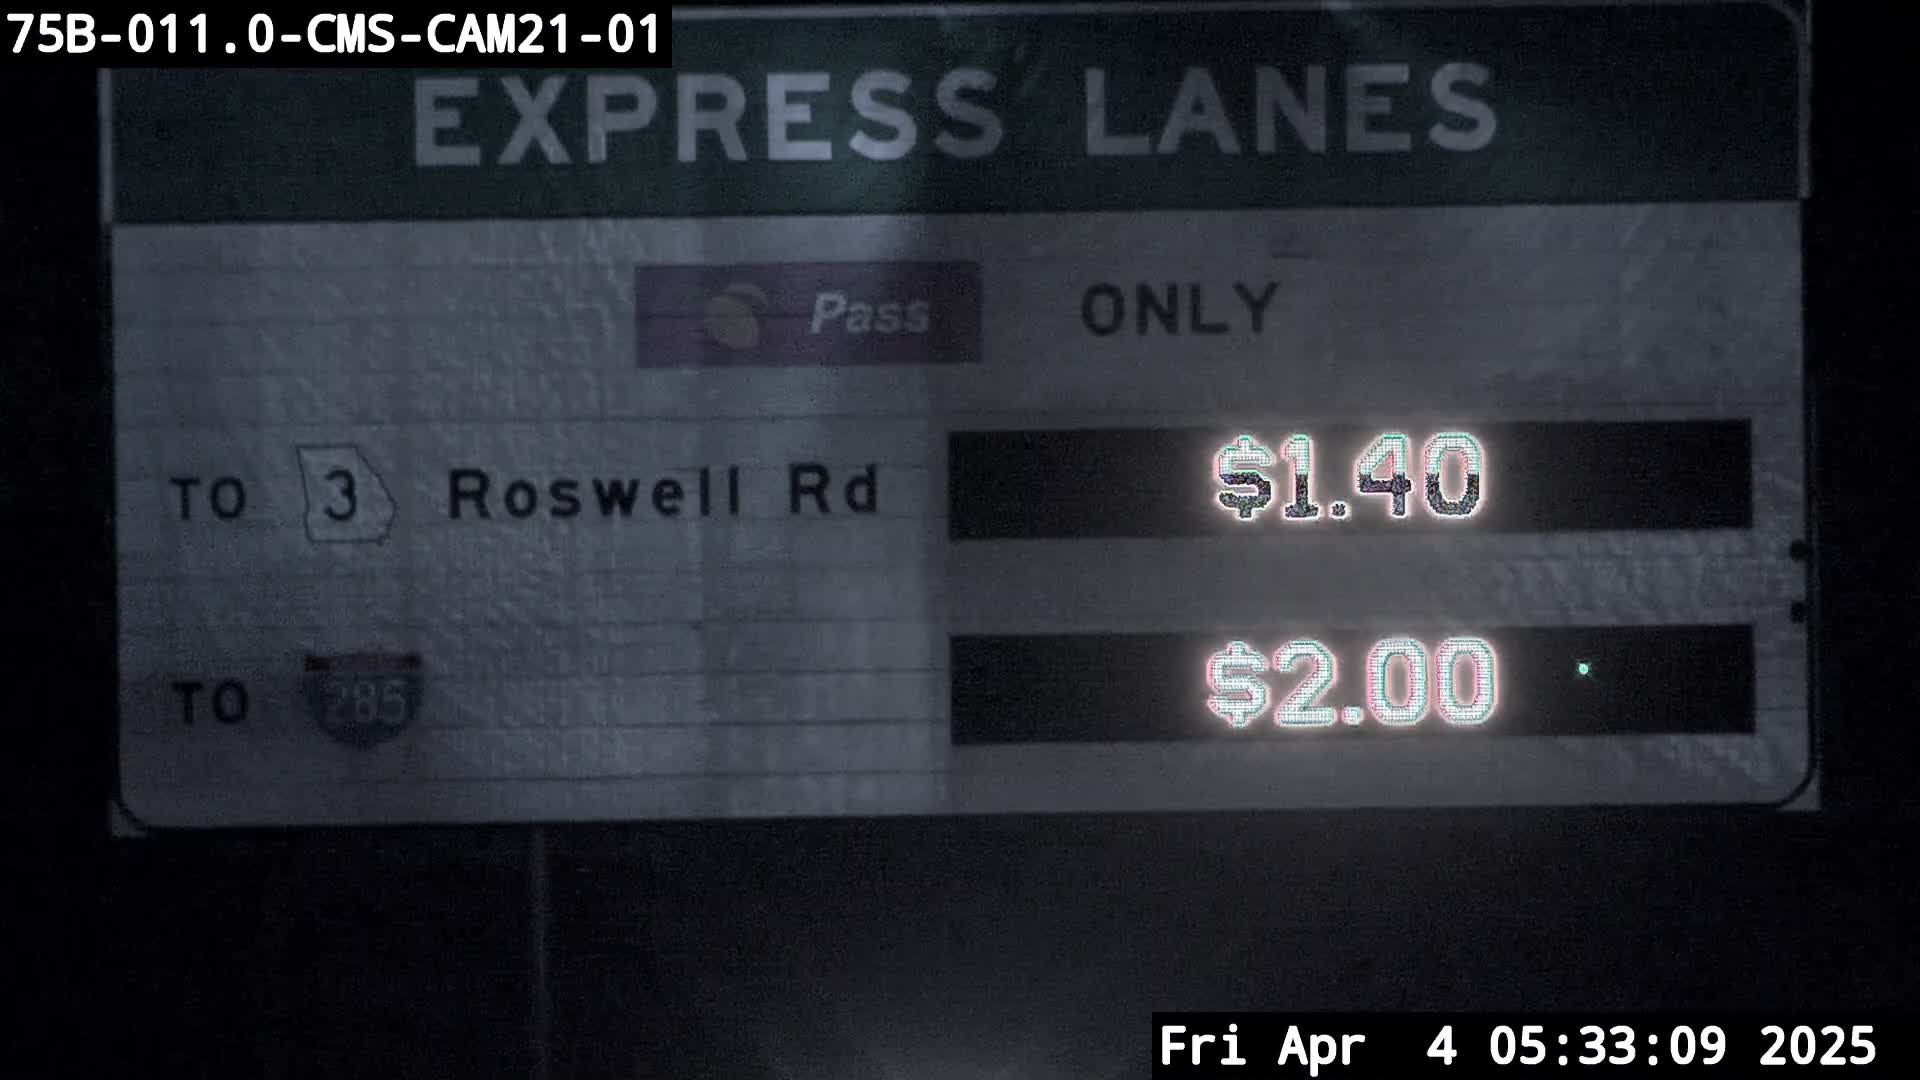 75B-011.0-CMS-CAM21-01
EXPRESS LANES
Pass ONLY
TO 3 Roswell Rd $1.40
TO 285 $2.00
Fri Apr 4 05:33:09 2025